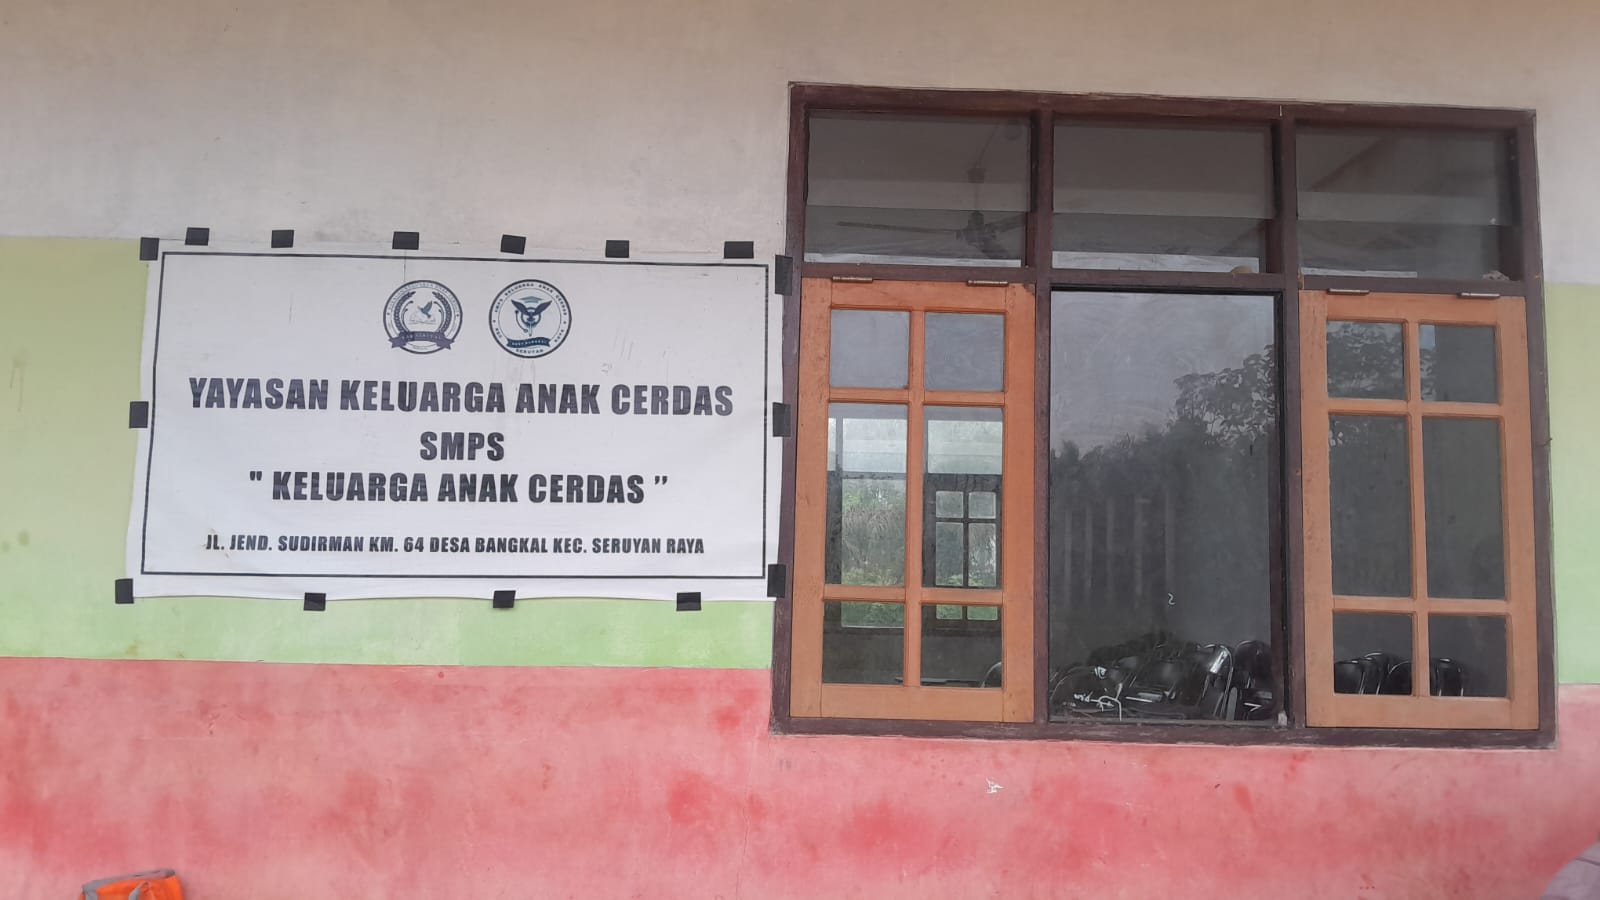 YAYASAN KELUARGA ANAK CERDAS
SMPS
" KELUARGA ANAK CERDAS ”
JL. JEND. SUDIRMAN KM. 64 DESA BANGKAL KEC. SERUYAN RAYA